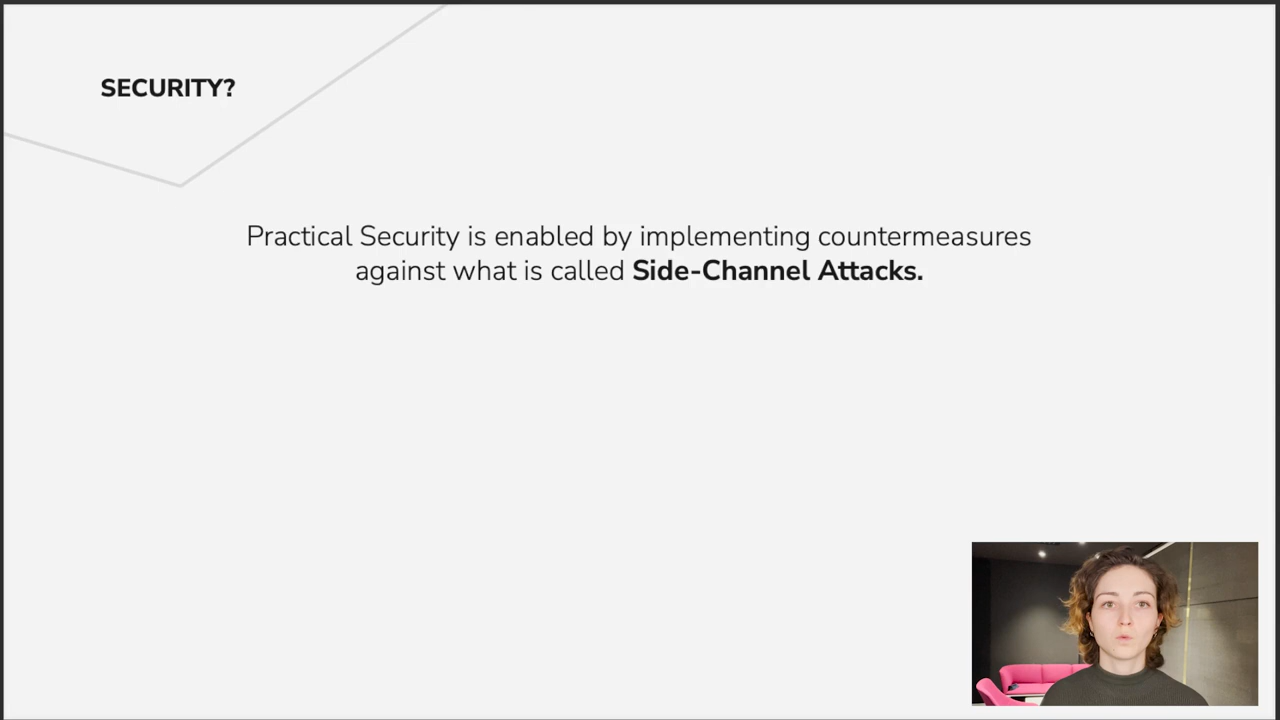 SECURITY?
Practical Security is enabled by implementing countermeasures
against what is called Side-Channel Attacks.